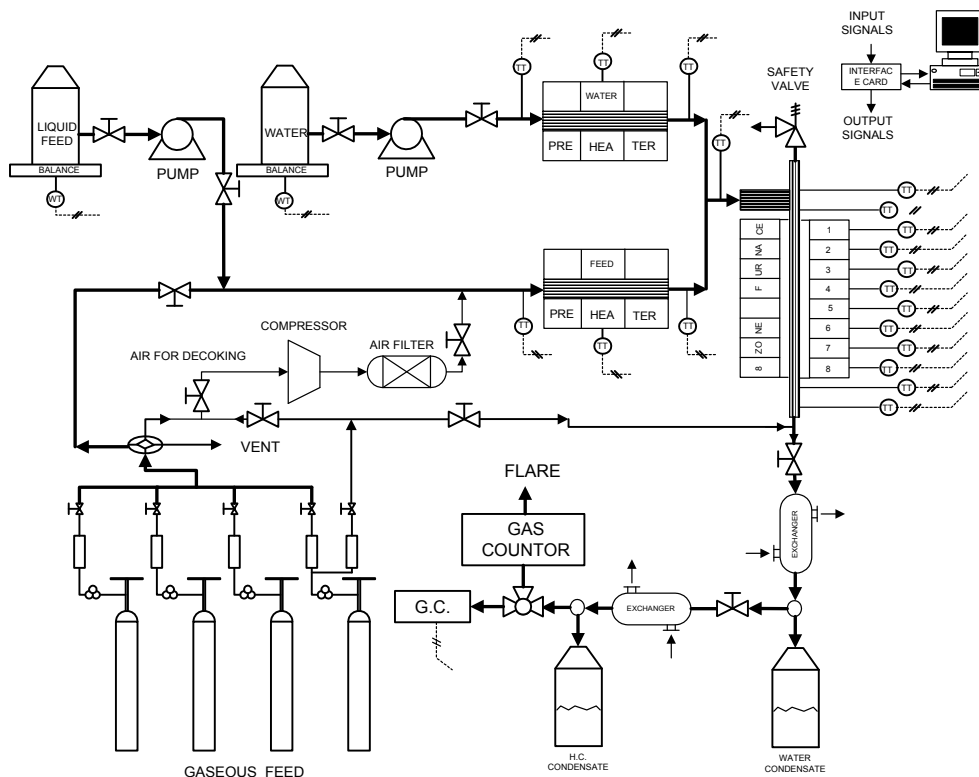 INPUT
SIGNALS
SAFETY
VALVE
INTERFAC
E CARD
OUTPUT
SIGNALS
LIQUID
FEED
BALANCE
WT
PUMP
WATER
BALANCE
WT
PUMP
TT
TT
TT
WATER
PRE HEA TER
TT
TT
TT
CE 1 TT
NA 2 TT
UR 3 TT
F 4 TT
5 TT
NE 6 TT
ZO 7 TT
8 8 TT
TT
TT
FEED
PRE HEA TER
TT
TT
TT
COMPRESSOR
AIR FOR DECOKING
AIR FILTER
VENT
FLARE
GAS
COUNTOR
G.C.
EXCHANGER
EXCHANGER
H.C.
CONDENSATE
WATER
CONDENSATE
GASEOUS FEED